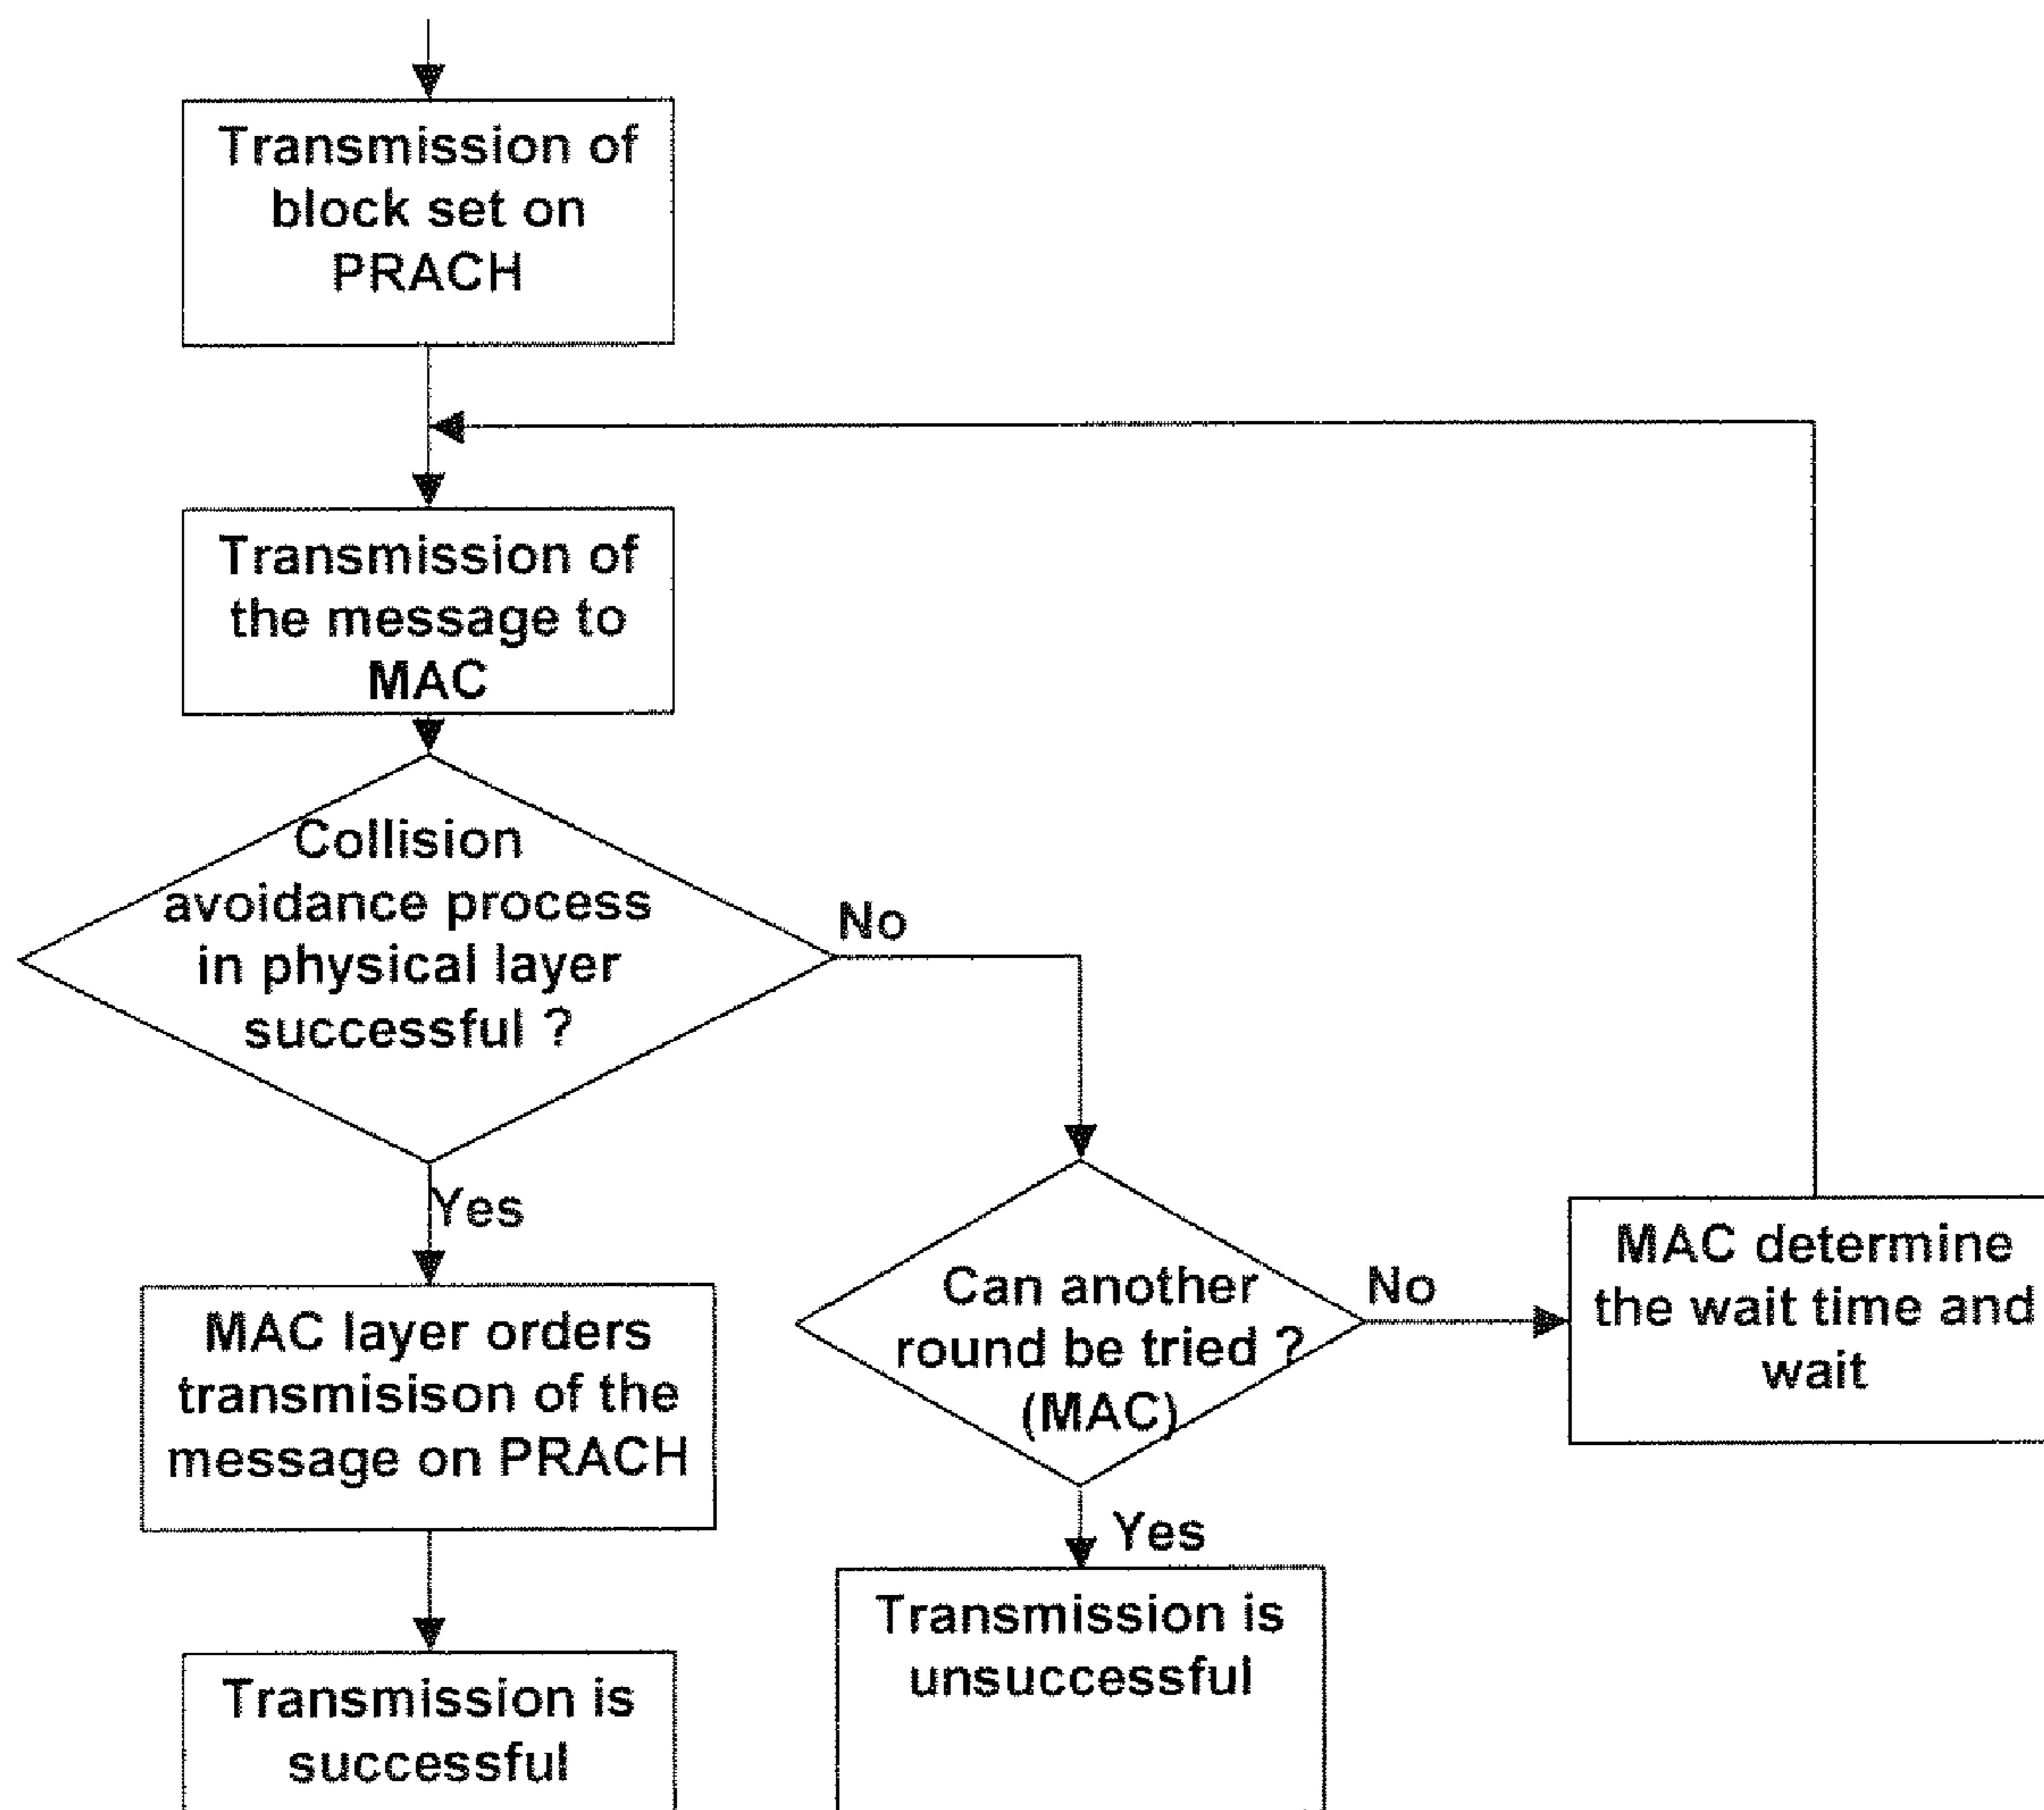 Transmission of
block set on
PRACH
Transmission of
the message to
MAC
Collision
avoidance process
in physical layer
successful ?
No
Yes
MAC layer orders
transmisison of the
message on PRACH
Transmission is
successful
Can another
round be tried ?
(MAC)
No
Yes
Transmission is
unsuccessful
MAC determine
the wait time and
wait